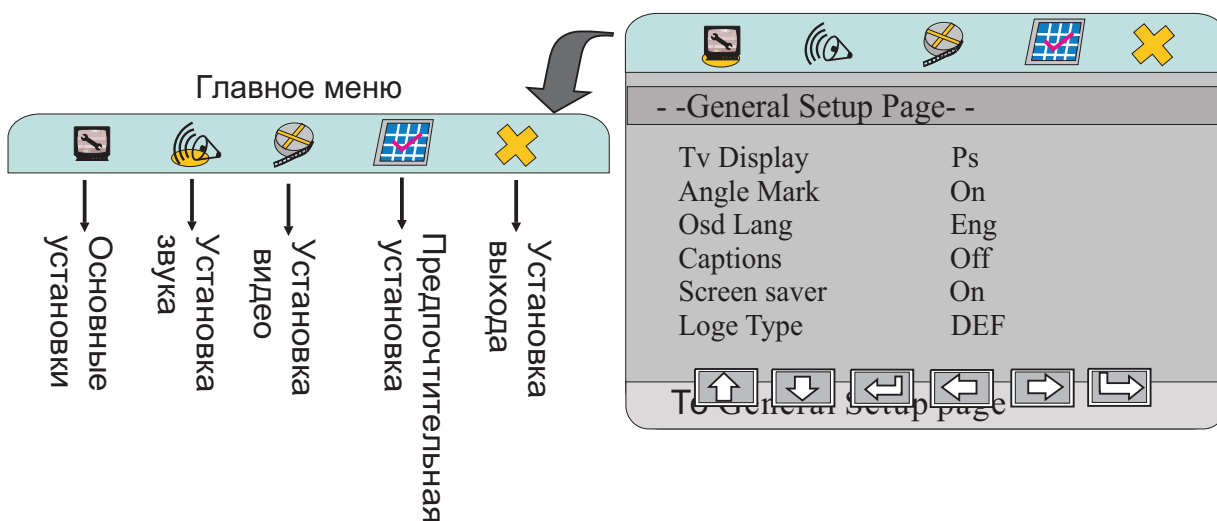 Главное меню
Основные
установки
Установка
звука
Установка
видео
Предпочтительная
установка
Установка
выхода
- -General Setup Page- -
Tv Display Ps
Angle Mark On
Osd Lang Eng
Captions Off
Screen saver On
Loge Type DEF
To General Setup page